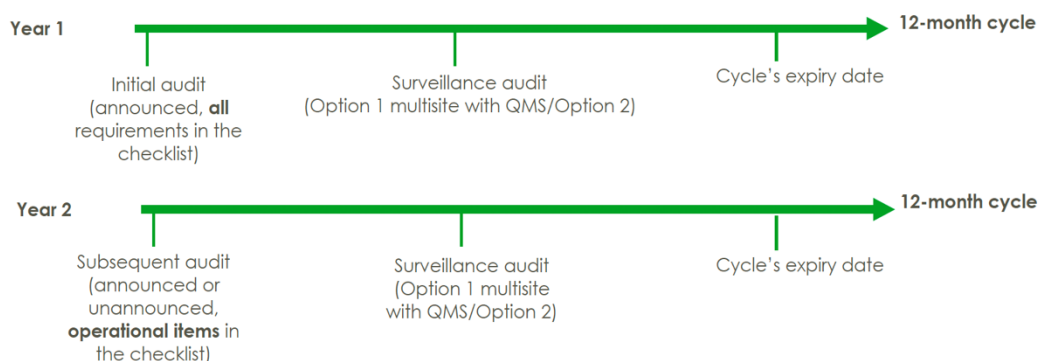 Year 1
12-month cycle
Initial audit
(announced, all
requirements in the
checklist)
Surveillance audit
(Option 1 multisite with QMS/Option 2)
Cycle's expiry date
Year 2
12-month cycle
Subsequent audit
(announced or
unannounced,
operational items in
the checklist)
Surveillance audit
(Option 1 multisite
with QMS/Option 2)
Cycle's expiry date